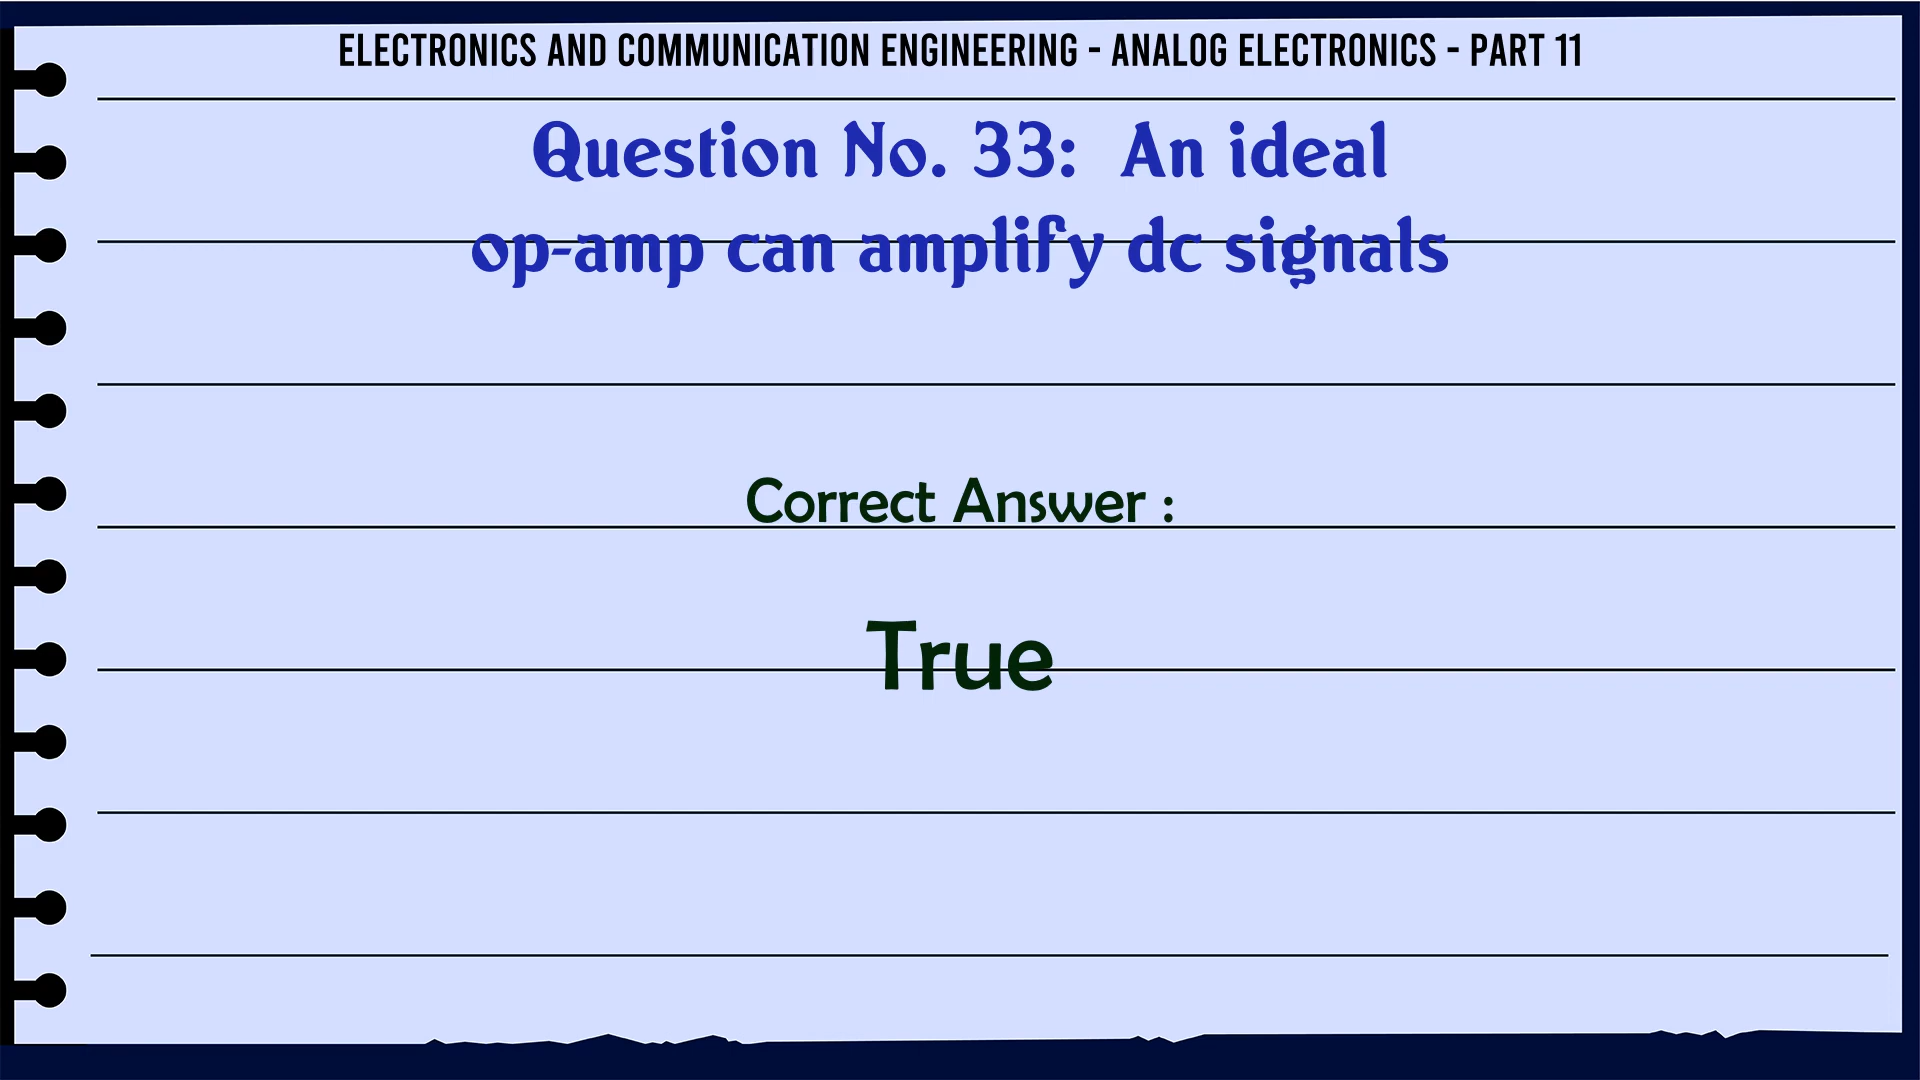 ELECTRONICS AND COMMUNICATION ENGINEERING - ANALOG ELECTRONICS - PART 11
Question No. 33:  An ideal
op-amp can amplify dc signals
Correct Answer :
True